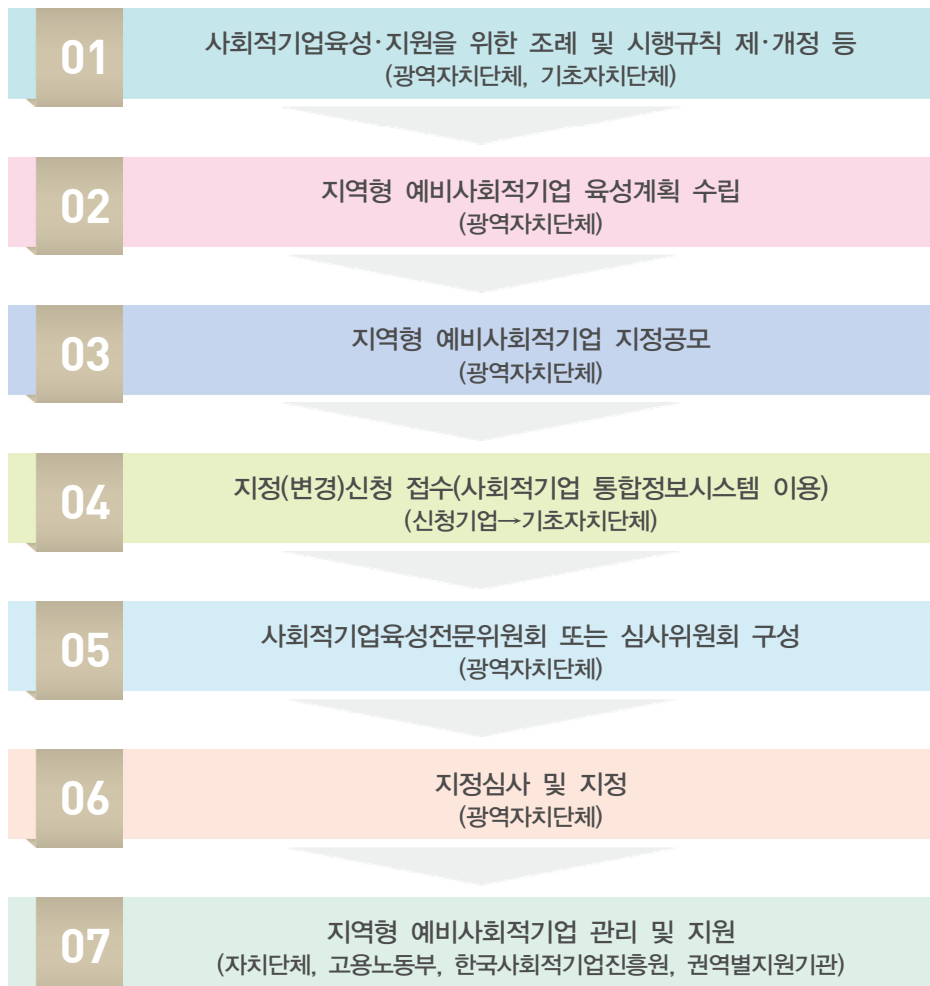 01
사회적기업육성·지원을 위한 조례 및 시행규칙 제·개정 등
(광역자치단체, 기초자치단체)
02
지역형 예비사회적기업 육성계획 수립
(광역자치단체)
03
지역형 예비사회적기업 지정공모
(광역자치단체)
04
지정(변경)신청 접수(사회적기업 통합정보시스템 이용)
(신청기업→기초자치단체)
05
사회적기업육성전문위원회 또는 심사위원회 구성
(광역자치단체)
06
지정심사 및 지정
(광역자치단체)
07
지역형 예비사회적기업 관리 및 지원
(자치단체, 고용노동부, 한국사회적기업진흥원, 권역별지원기관)